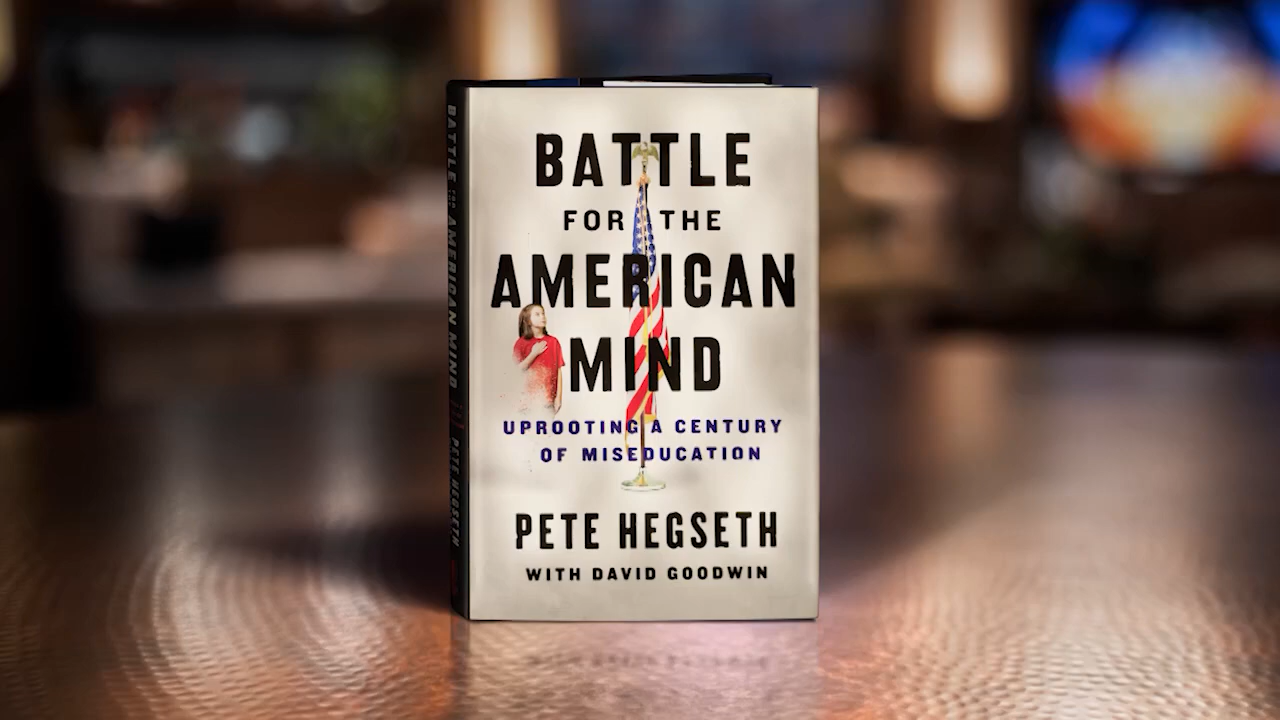 BATTLE
FOR THE
AMERICAN
MIND
UPROOTING A CENTURY
OF MISEDUCATION
PETE HEGSETH
WITH DAVID GOODWIN
BATTLE FOR THE AMERICAN MIND
PETE HEGSETH